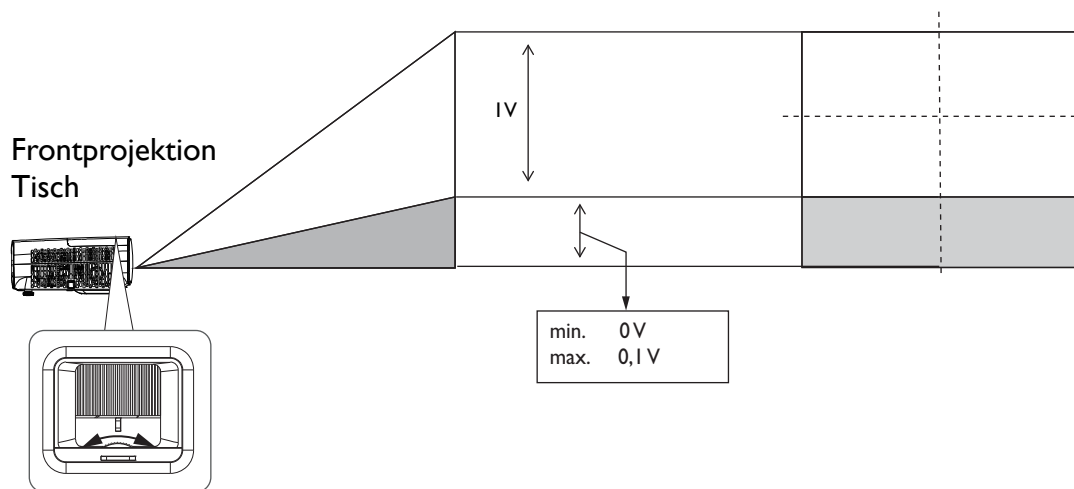 1V
Frontprojektion
Tisch
min. 0V
max. 0,1V